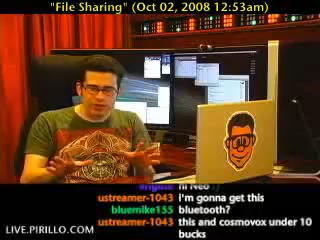 "File Sharing" (Oct 02, 2008 12:53am)
hi Neo :)
ustreamer-1043 i'm gonna get this
bluemike155 bluetooth?
ustreamer-1043 this and cosmovox under 10
bucks
LIVE.PIRILLO.COM